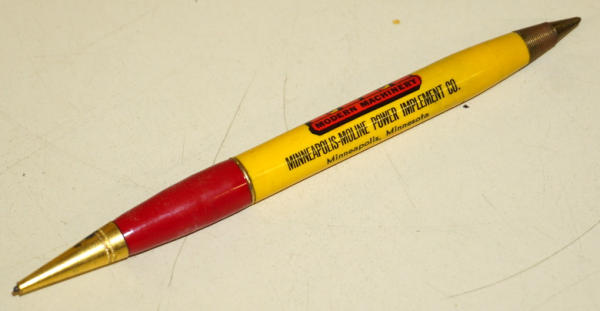 MODERN MACHINERY
MINNEAPOLIS-MOLINE POWER IMPLEMENT CO.
Minneapolis, Minnesota